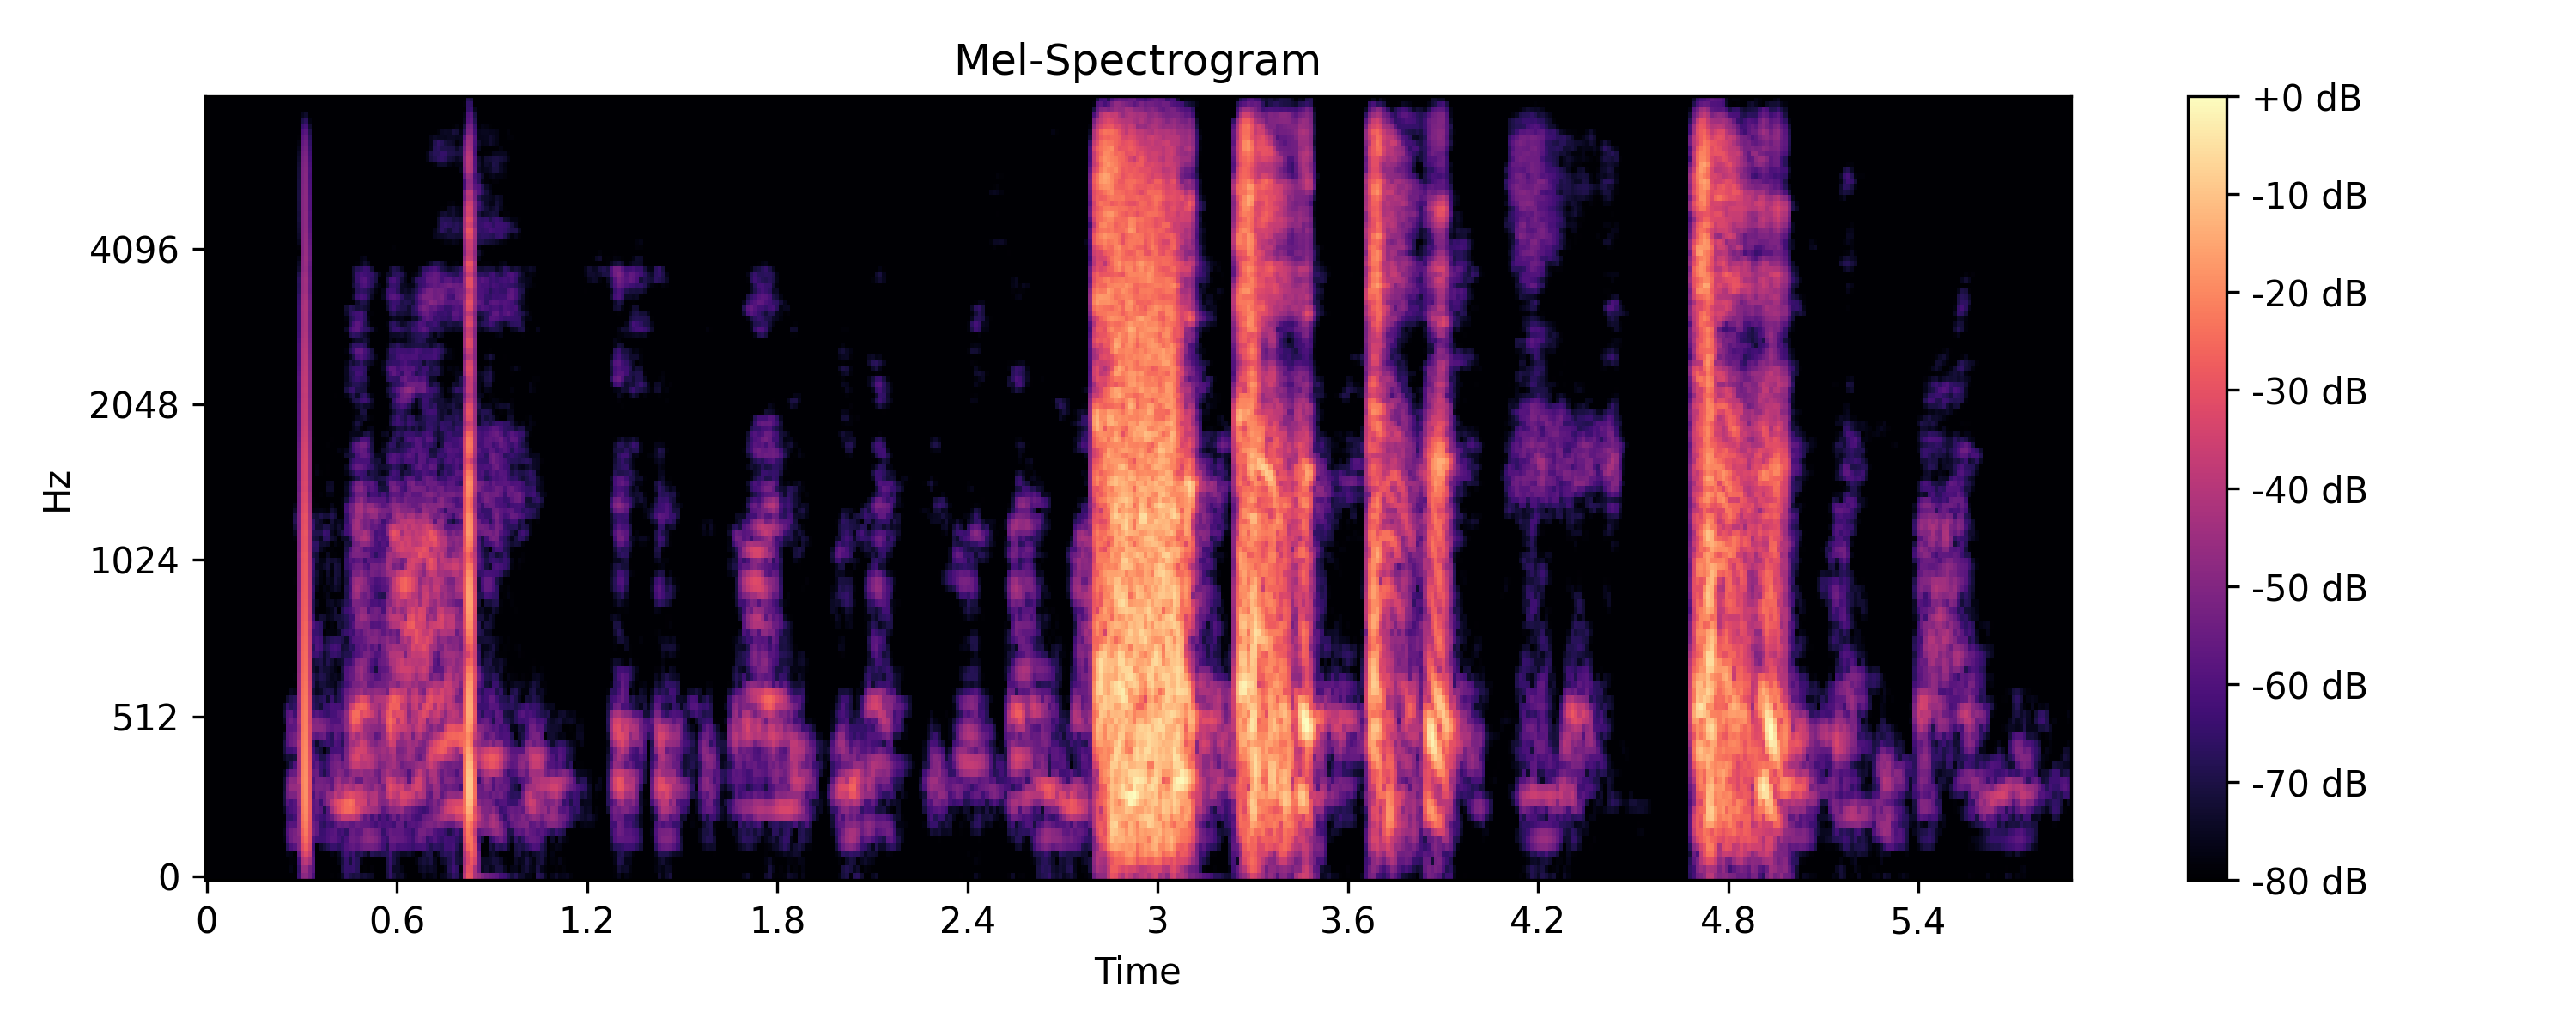 Mel-Spectrogram
+0 dB
-10 dB
-20 dB
-30 dB
-40 dB
-50 dB
-60 dB
-70 dB
-80 dB
4096
2048
1024
512
0
Hz
0 0.6 1.2 1.8 2.4 3 3.6 4.2 4.8 5.4
Time